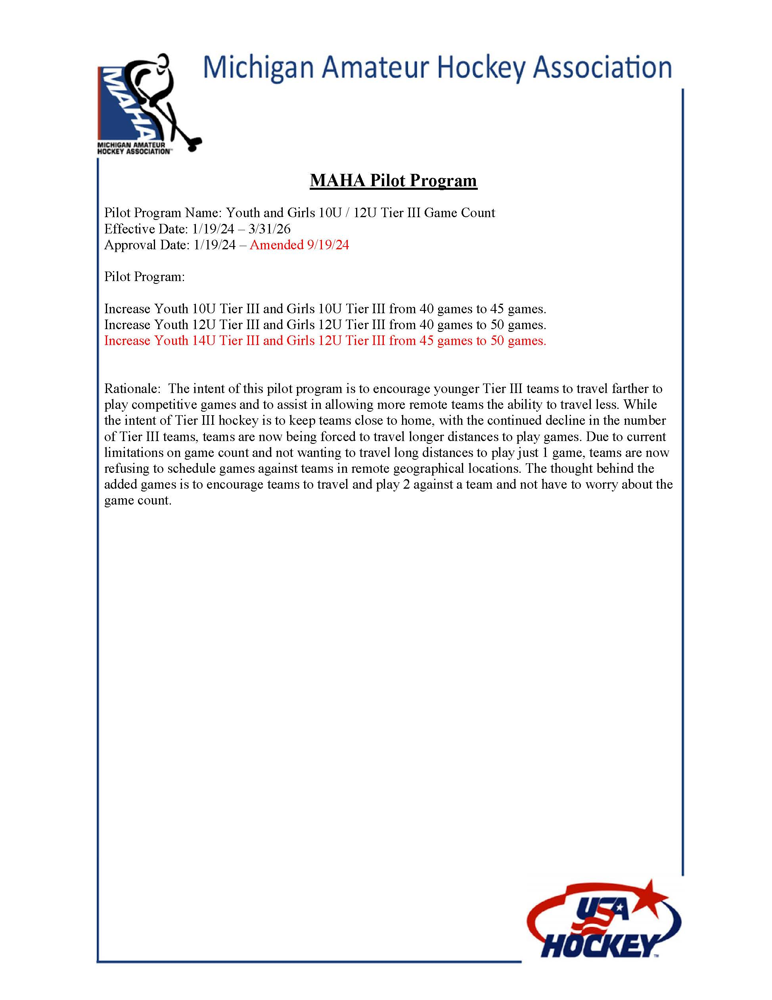 Michigan Amateur Hockey Association
MAHA
MICHIGAN AMATEUR
HOCKEY ASSOCIATION™
MAHA Pilot Program
Pilot Program Name: Youth and Girls 10U / 12U Tier III Game Count
Effective Date: 1/19/24 – 3/31/26
Approval Date: 1/19/24 – Amended 9/19/24
Pilot Program:
Increase Youth 10U Tier III and Girls 10U Tier III from 40 games to 45 games.
Increase Youth 12U Tier III and Girls 12U Tier III from 40 games to 50 games.
Increase Youth 14U Tier III and Girls 12U Tier III from 45 games to 50 games.
Rationale:  The intent of this pilot program is to encourage younger Tier III teams to travel farther to
play competitive games and to assist in allowing more remote teams the ability to travel less. While
the intent of Tier III hockey is to keep teams close to home, with the continued decline in the number
of Tier III teams, teams are now being forced to travel longer distances to play games. Due to current
limitations on game count and not wanting to travel long distances to play just 1 game, teams are now
refusing to schedule games against teams in remote geographical locations. The thought behind the
added games is to encourage teams to travel and play 2 against a team and not have to worry about the
game count.
USA
HOCKEY™